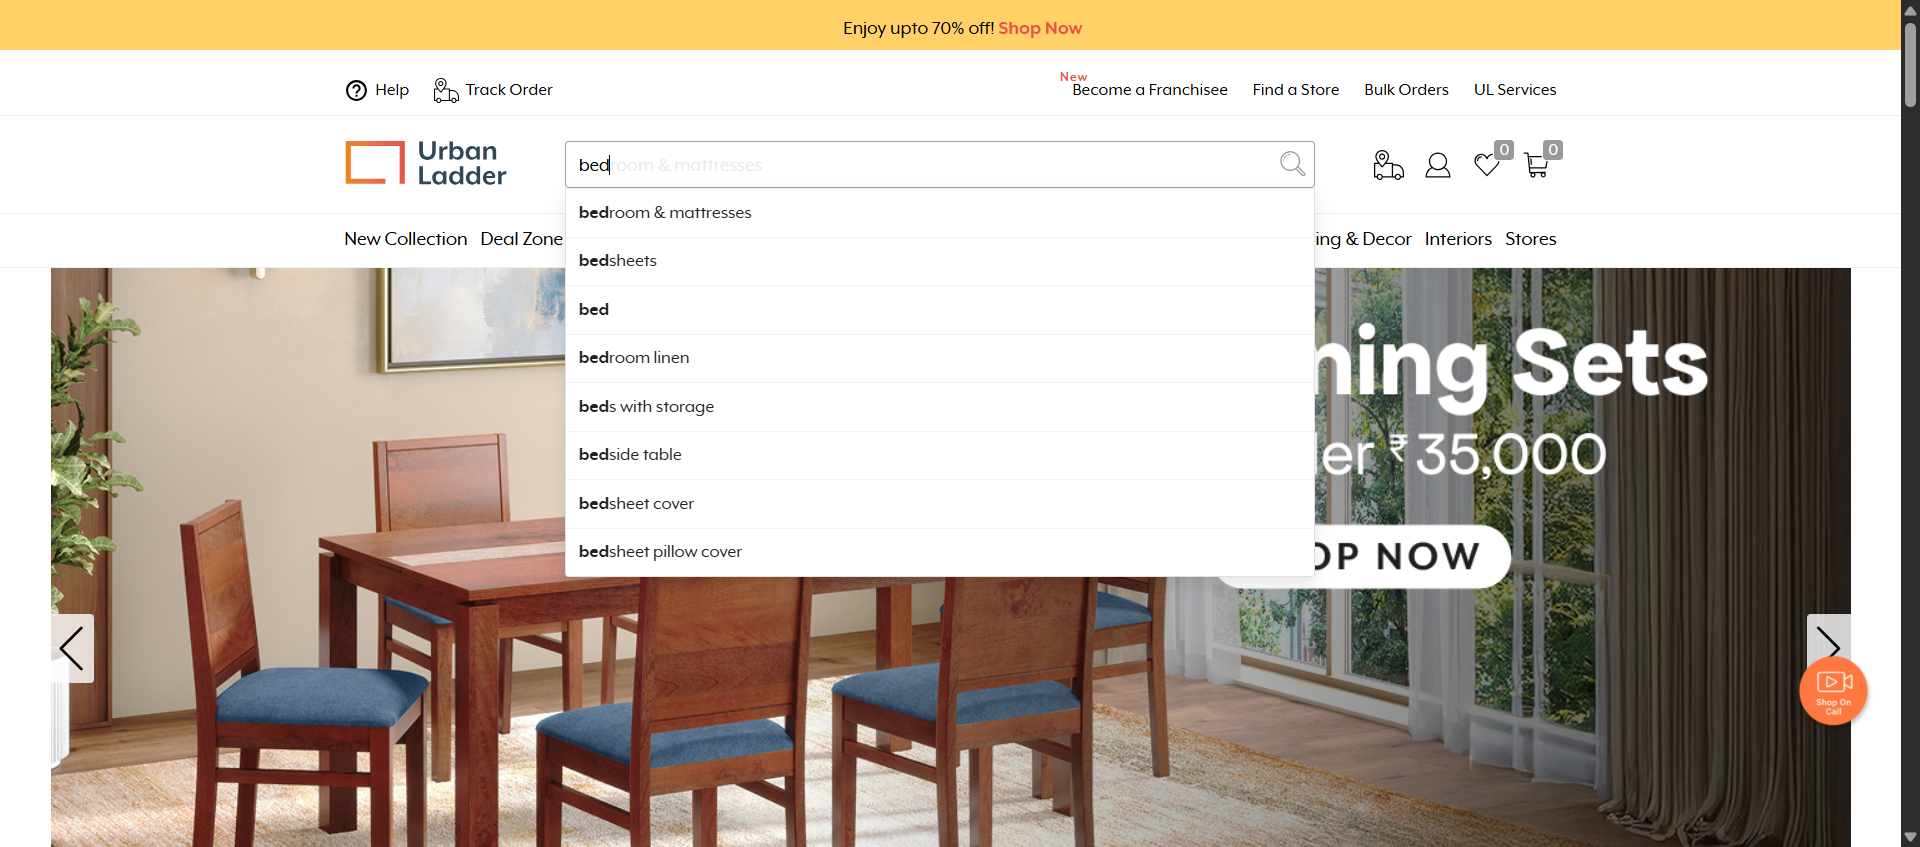 Enjoy upto 70% off! Shop Now
Help
Track Order
New
Become a Franchisee
Find a Store
Bulk Orders
UL Services
Urban
Ladder
bedroom & mattresses
0
0
New Collection
Deal Zone
ing & Decor
Interiors
Stores
bedroom & mattresses
bedsheets
bed
bedroom linen
beds with storage
bedside table
bedsheet cover
bedsheet pillow cover
ning Sets
der ₹35,000
OP NOW
Shop On
Call